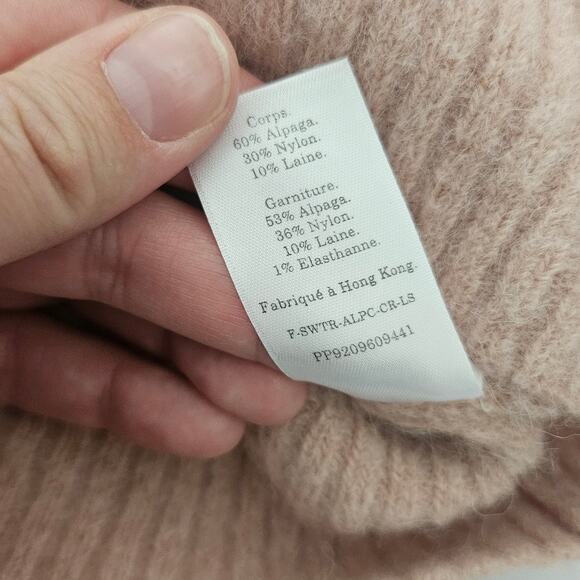 Corps.
60% Alpaga.
30% Nylon.
10% Laine.
Garniture.
53% Alpaga.
36% Nylon.
10% Laine.
1% Elasthanne.
Fabriqué à Hong Kong.
F-SWTR-ALPC-CR-LS
PP9209609441